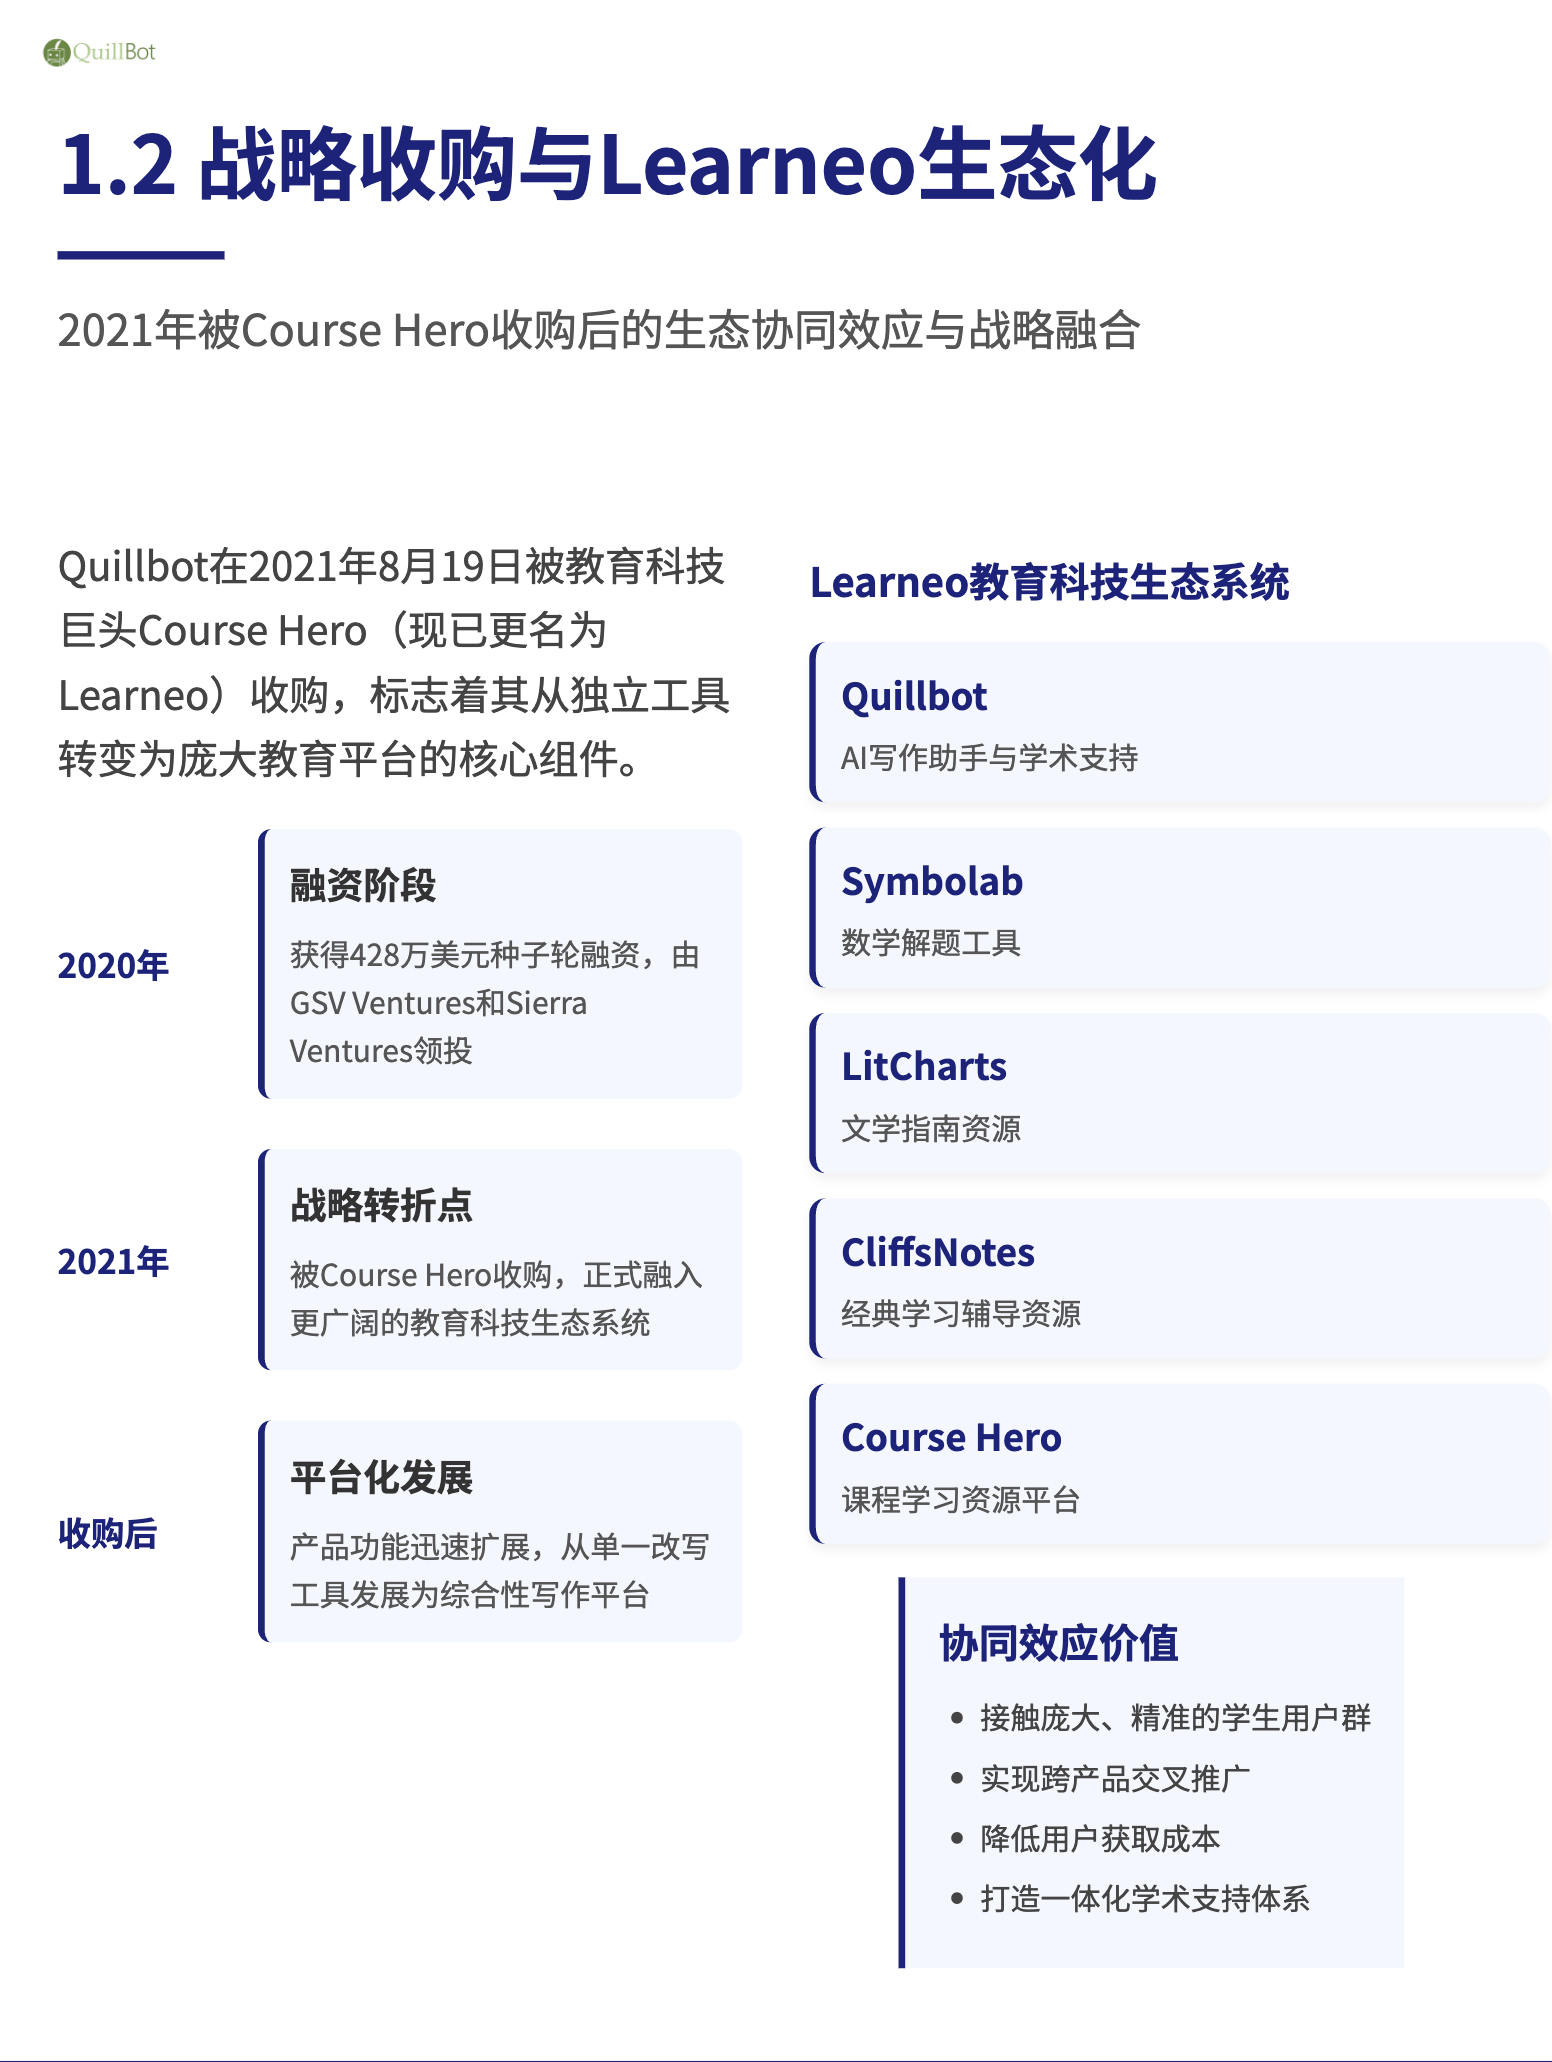 QuillBot
1.2 战略收购与Learneo生态化
2021年被Course Hero收购后的生态协同效应与战略融合
Quillbot在2021年8月19日被教育科技
巨头Course Hero（现已更名为
Learneo）收购，标志着其从独立工具
转变为庞大教育平台的核心组件。
2020年
融资阶段
获得428万美元种子轮融资，由
GSV Ventures和Sierra
Ventures领投
2021年
战略转折点
被Course Hero收购，正式融入
更广阔的教育科技生态系统
收购后
平台化发展
产品功能迅速扩展，从单一改写
工具发展为综合性写作平台
Learneo教育科技生态系统
Quillbot
AI写作助手与学术支持
Symbolab
数学解题工具
LitCharts
文学指南资源
CliffsNotes
经典学习辅导资源
Course Hero
课程学习资源平台
协同效应价值
• 接触庞大、精准的学生用户群
• 实现跨产品交叉推广
• 降低用户获取成本
• 打造一体化学术支持体系